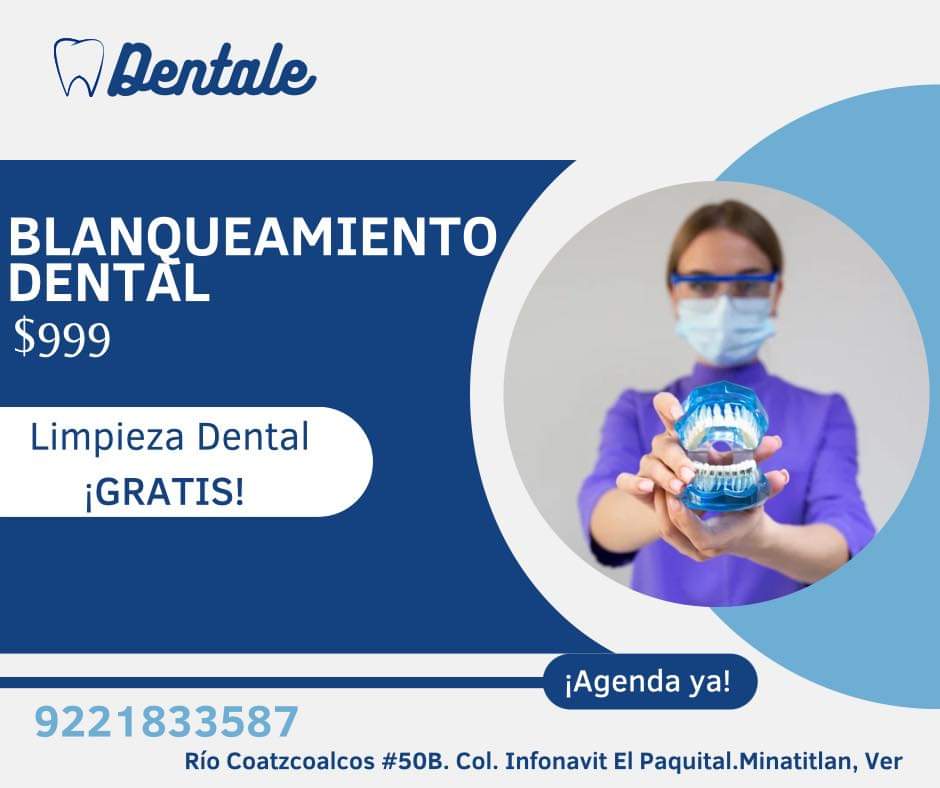 Dentale
BLANQUEAMIENTO
DENTAL
$999
Limpieza Dental
¡GRATIS!
¡Agenda ya!
9221833587
Río Coatzcoalcos #50B. Col. Infonavit El Paquital.Minatitlan, Ver